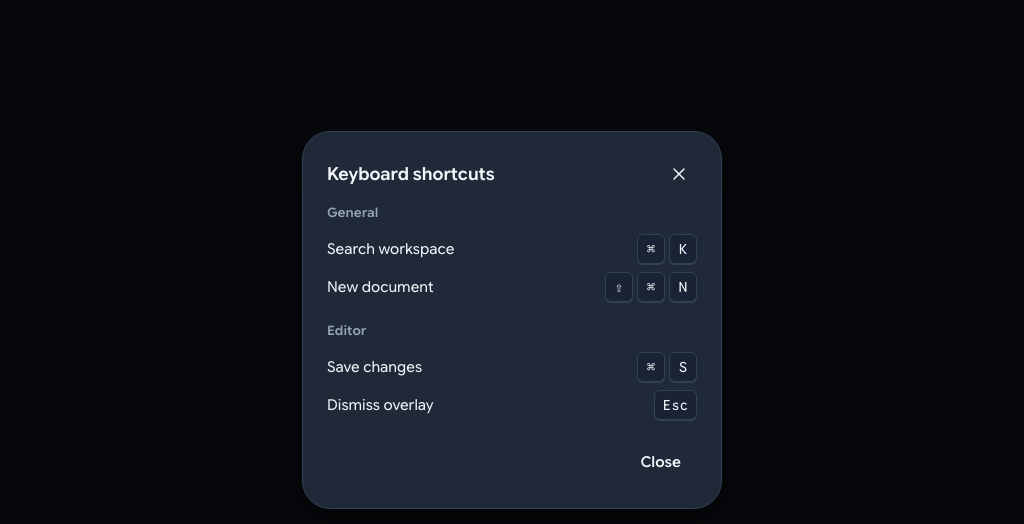 Keyboard shortcuts
General
Search workspace ⌘ K
New document ⇧ ⌘ N
Editor
Save changes ⌘ S
Dismiss overlay Esc
Close